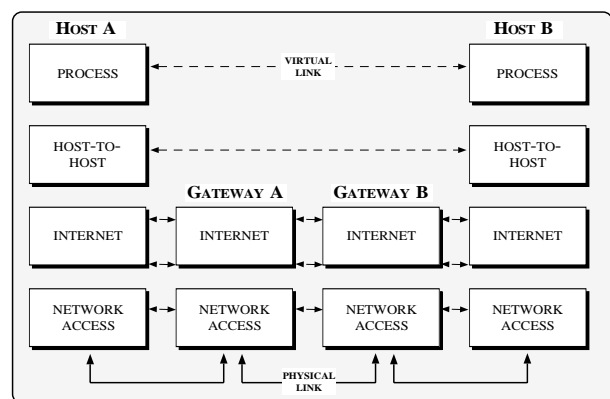 HOST A
HOST B
PROCESS
VIRTUAL
LINK
PROCESS
HOST-TO-
HOST
HOST-TO-
HOST
GATEWAY A
GATEWAY B
INTERNET
INTERNET
INTERNET
INTERNET
NETWORK
ACCESS
NETWORK
ACCESS
NETWORK
ACCESS
NETWORK
ACCESS
PHYSICAL
LINK